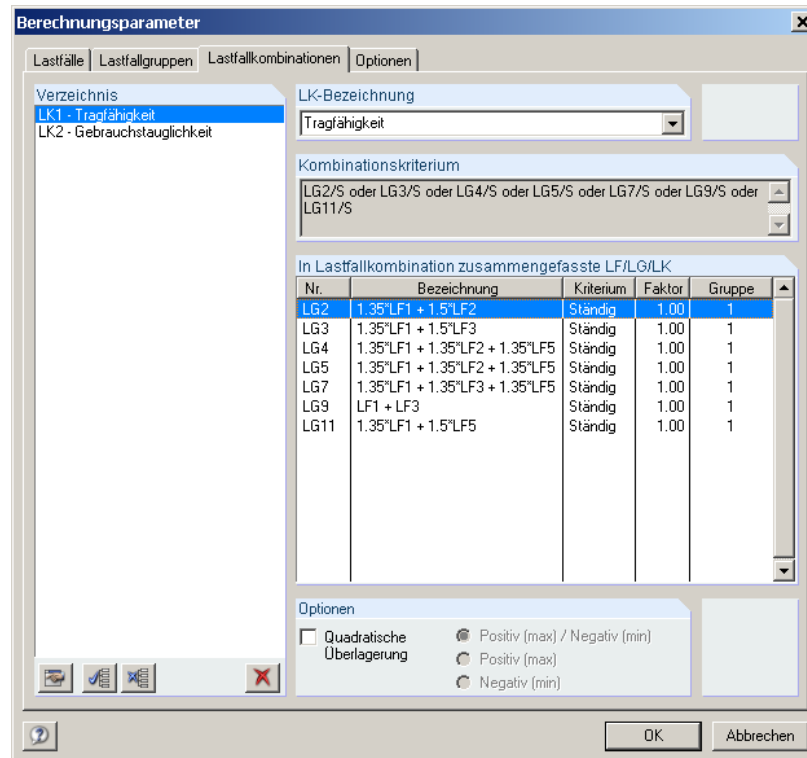 Berechnungsparameter
Lastfälle Lastfallgruppen Lastfallkombinationen Optionen
Verzeichnis
LK1 - Tragfähigkeit
LK2 - Gebrauchstauglichkeit
LK-Bezeichnung
Tragfähigkeit
Kombinationskriterium
LG2/S oder LG3/S oder LG4/S oder LG5/S oder LG7/S oder LG9/S oder
LG11/S
In Lastfallkombination zusammengefasste LF/LG/LK
Nr. Bezeichnung Kriterium Faktor Gruppe
LG2 1.35*LF1 + 1.5*LF2 Ständig 1.00 1
LG3 1.35*LF1 + 1.5*LF3 Ständig 1.00 1
LG4 1.35*LF1 + 1.35*LF2 + 1.35*LF5 Ständig 1.00 1
LG5 1.35*LF1 + 1.35*LF2 + 1.35*LF5 Ständig 1.00 1
LG7 1.35*LF1 + 1.35*LF3 + 1.35*LF5 Ständig 1.00 1
LG9 LF1 + LF3 Ständig 1.00 1
LG11 1.35*LF1 + 1.5*LF5 Ständig 1.00 1
Optionen
Quadratische
Überlagerung
Positiv (max) / Negativ (min)
Positiv (max)
Negativ (min)
OK Abbrechen